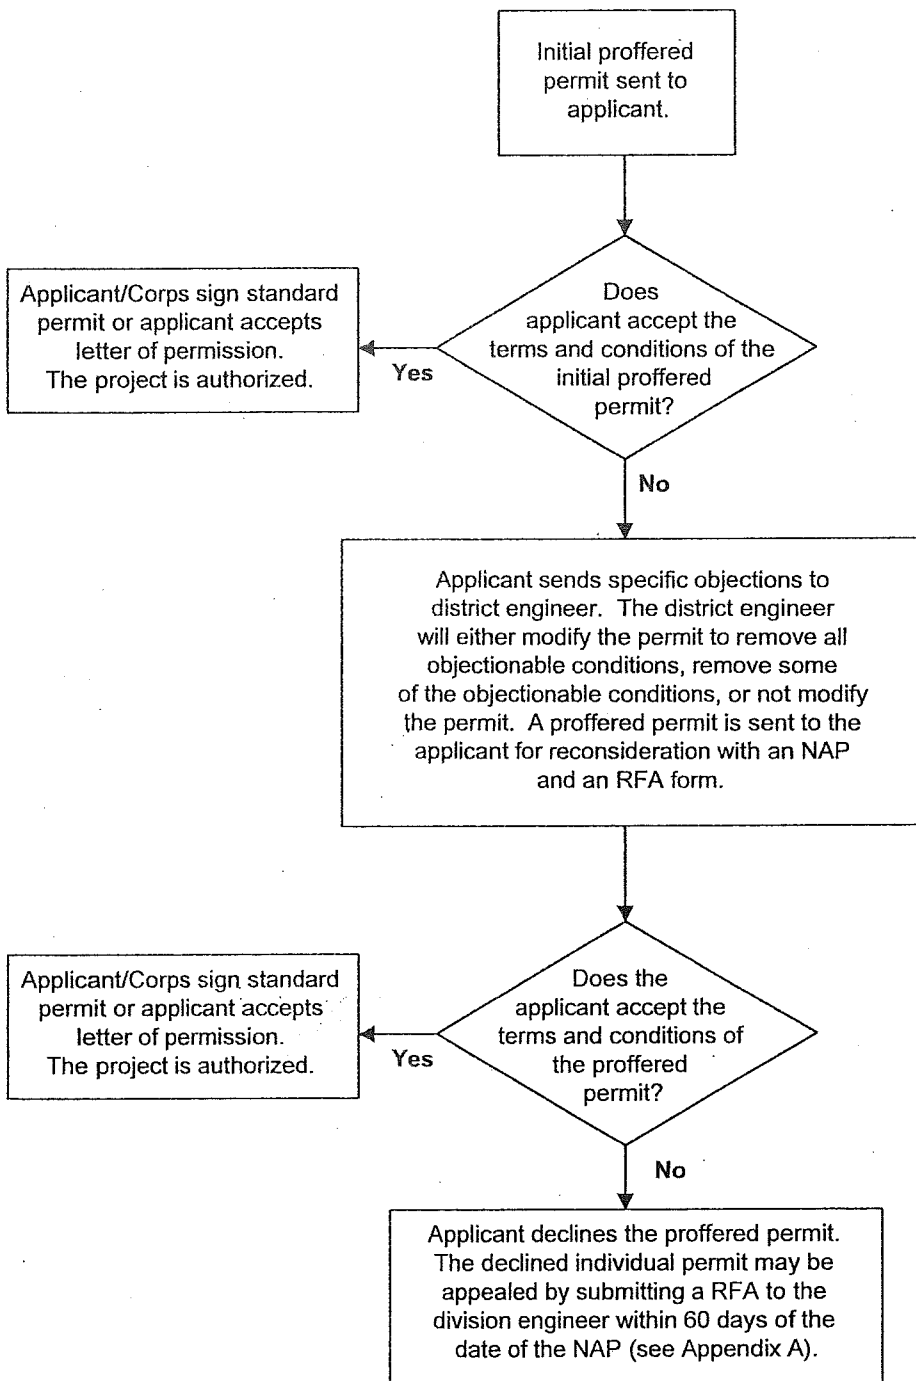 Initial proffered
permit sent to
applicant.
Does
applicant accept the
terms and conditions of the
initial proffered
permit?
Yes
Applicant/Corps sign standard
permit or applicant accepts
letter of permission.
The project is authorized.
No
Applicant sends specific objections to
district engineer. The district engineer
will either modify the permit to remove all
objectionable conditions, remove some
of the objectionable conditions, or not modify
the permit. A proffered permit is sent to the
applicant for reconsideration with an NAP
and an RFA form.
Does the
applicant accept the
terms and conditions of
the proffered
permit?
Yes
Applicant/Corps sign standard
permit or applicant accepts
letter of permission.
The project is authorized.
No
Applicant declines the proffered permit.
The declined individual permit may be
appealed by submitting a RFA to the
division engineer within 60 days of the
date of the NAP (see Appendix A).